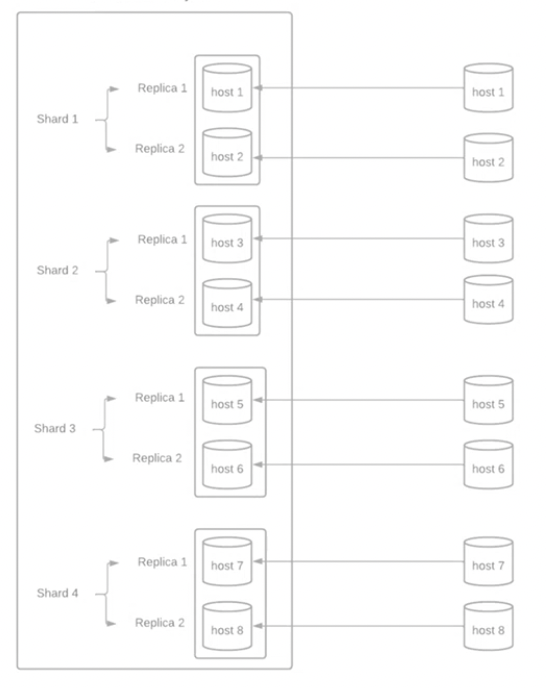 Replica 1
host 1
host 1
Shard 1
Replica 2
host 2
host 2
Replica 1
host 3
host 3
Shard 2
Replica 2
host 4
host 4
Replica 1
host 5
host 5
Shard 3
Replica 2
host 6
host 6
Replica 1
host 7
host 7
Shard 4
Replica 2
host 8
host 8